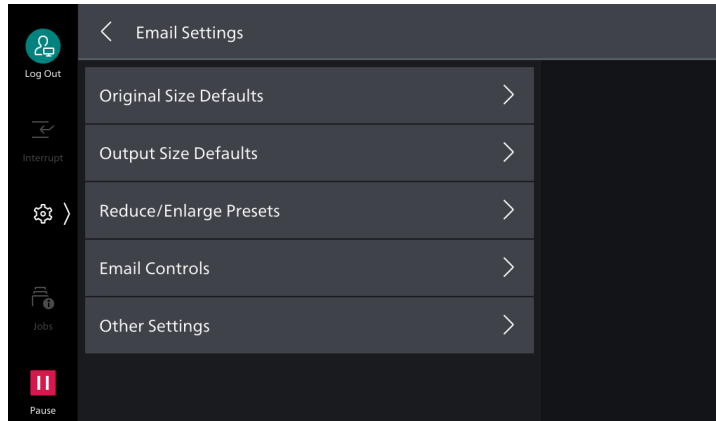 Email Settings
Log Out
Original Size Defaults
Interrupt
Output Size Defaults
Reduce/Enlarge Presets
Email Controls
Jobs
Other Settings
Pause